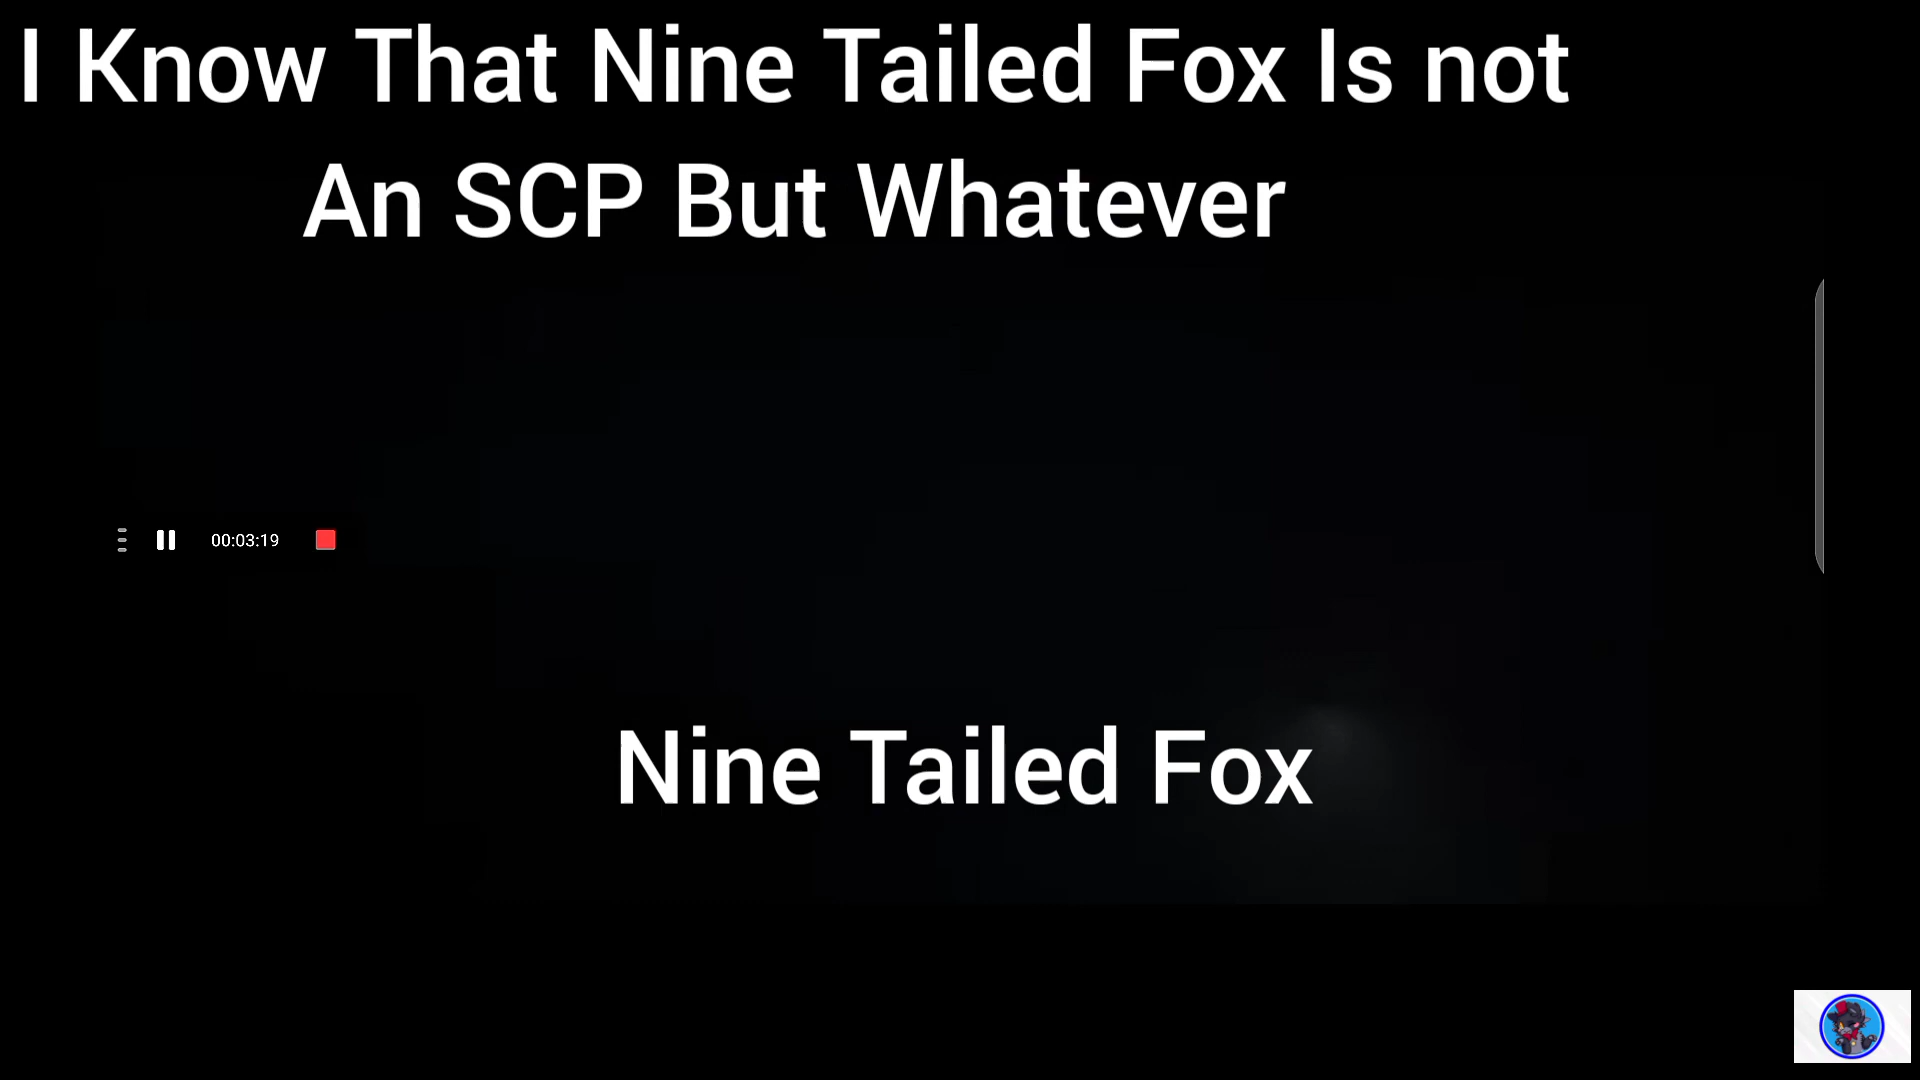 I Know That Nine Tailed Fox Is not
An SCP But Whatever
00:03:19
Nine Tailed Fox